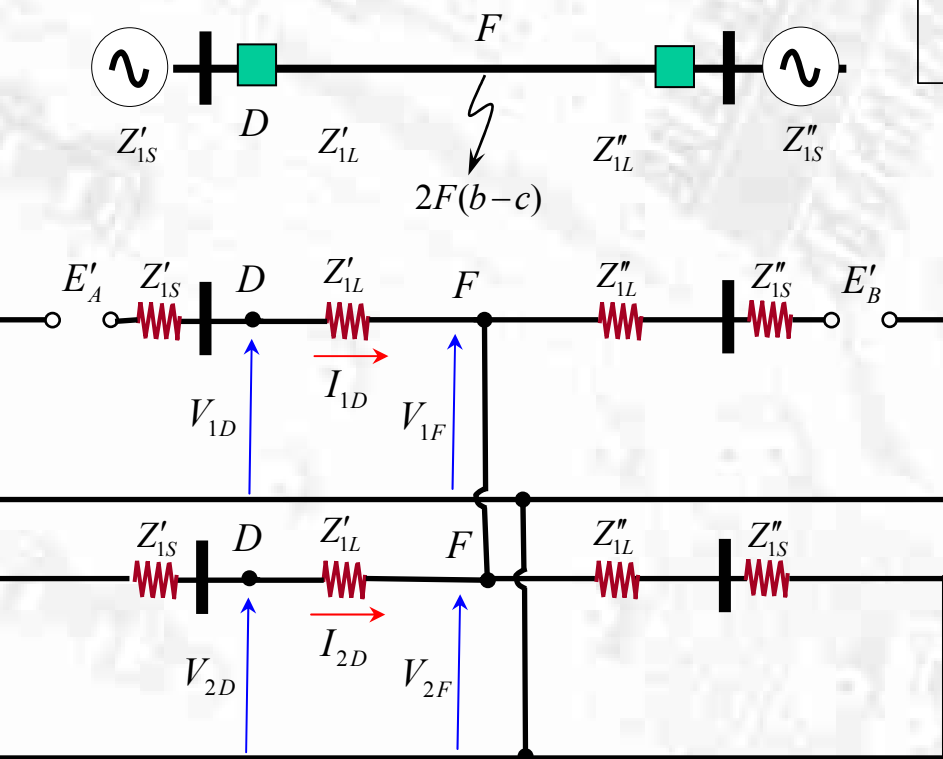 F
D
Z′1S Z′1L Z″1L Z″1S
2F(b−c)
E′A Z′1S D Z′1L F Z″1L Z″1S E′B
I1D
V1D V1F
Z′1S D Z′1L F Z″1L Z″1S
I2D
V2D V2F